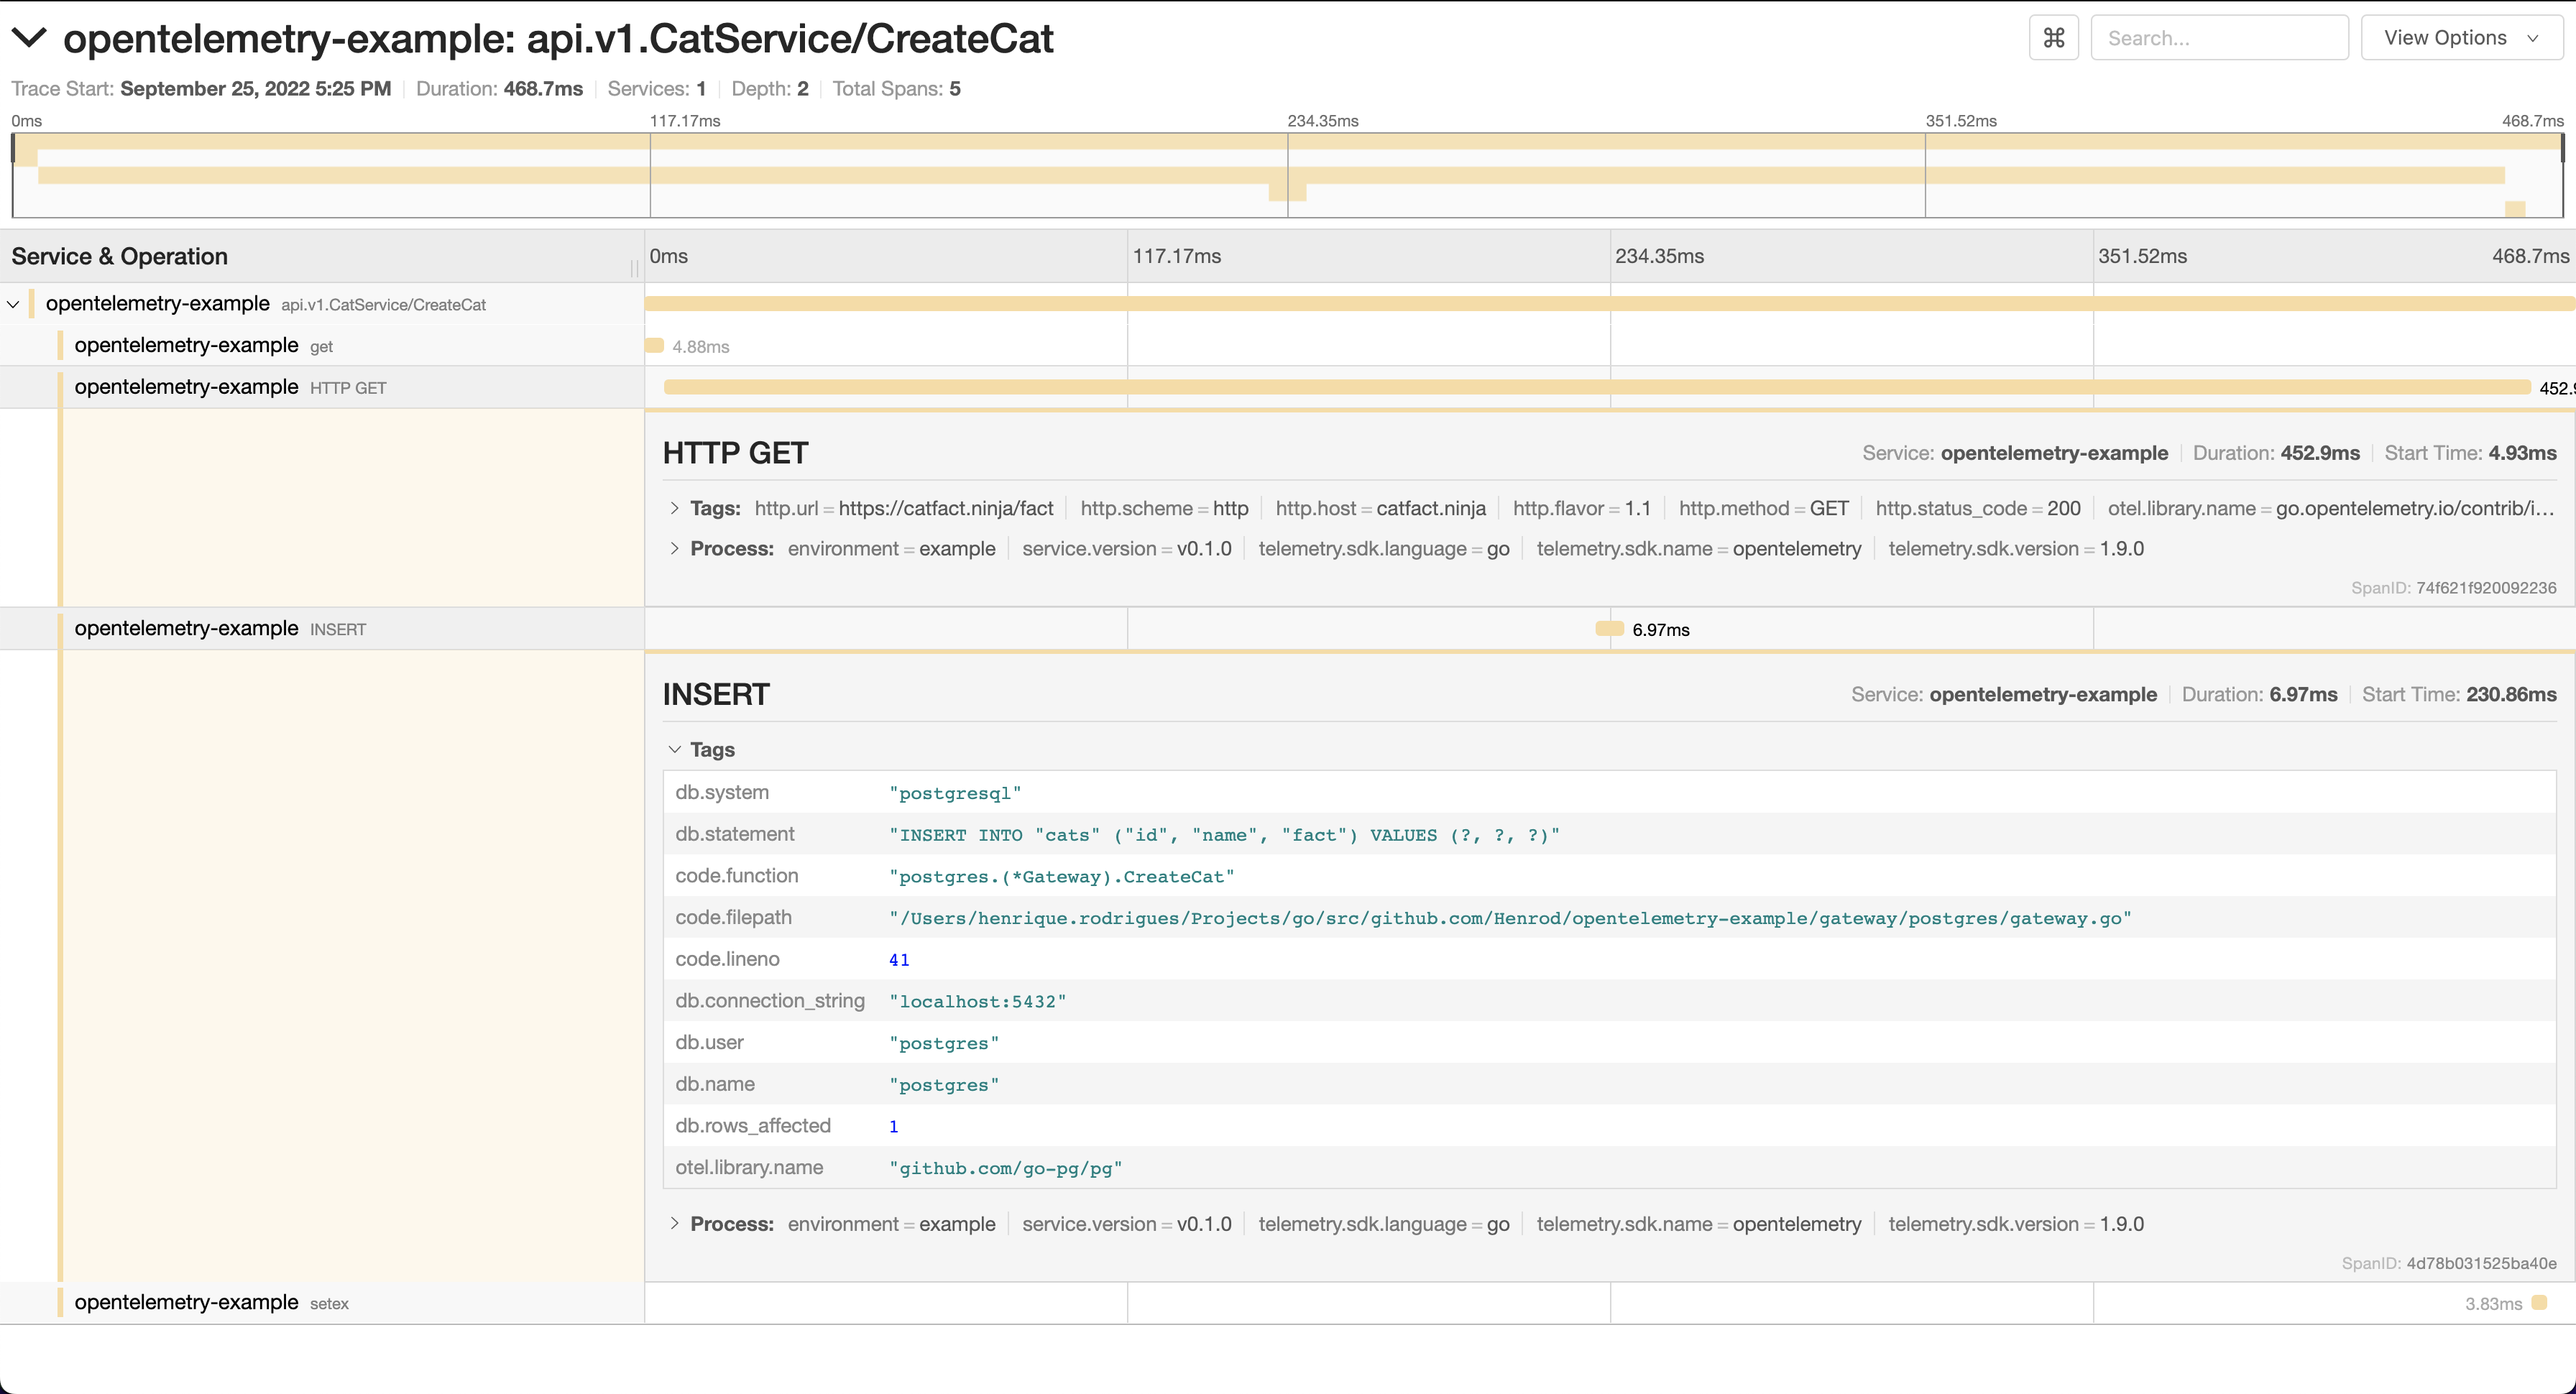 opentelemetry-example: api.v1.CatService/CreateCat
⌘ Search... View Options
Trace Start: September 25, 2022 5:25 PM Duration: 468.7ms Services: 1 Depth: 2 Total Spans: 5
0ms 117.17ms 234.35ms 351.52ms 468.7ms
Service & Operation 0ms 117.17ms 234.35ms 351.52ms 468.7ms
opentelemetry-example api.v1.CatService/CreateCat
opentelemetry-example get 4.88ms
opentelemetry-example HTTP GET
HTTP GET Service: opentelemetry-example Duration: 452.9ms Start Time: 4.93ms
Tags: http.url = https://catfact.ninja/fact http.scheme = http http.host = catfact.ninja http.flavor = 1.1 http.method = GET http.status_code = 200 otel.library.name = go.opentelemetry.io/contrib/i...
Process: environment = example service.version = v0.1.0 telemetry.sdk.language = go telemetry.sdk.name = opentelemetry telemetry.sdk.version = 1.9.0
SpanID: 74f621f920092236
opentelemetry-example INSERT 6.97ms
INSERT Service: opentelemetry-example Duration: 6.97ms Start Time: 230.86ms
Tags
db.system "postgresql"
db.statement "INSERT INTO "cats" ("id", "name", "fact") VALUES (?, ?, ?)"
code.function "postgres.(*Gateway).CreateCat"
code.filepath "/Users/henrique.rodrigues/Projects/go/src/github.com/Henrod/opentelemetry-example/gateway/postgres/gateway.go"
code.lineno 41
db.connection_string "localhost:5432"
db.user "postgres"
db.name "postgres"
db.rows_affected 1
otel.library.name "github.com/go-pg/pg"
Process: environment = example service.version = v0.1.0 telemetry.sdk.language = go telemetry.sdk.name = opentelemetry telemetry.sdk.version = 1.9.0
SpanID: 4d78b031525ba40e
opentelemetry-example setex 3.83ms